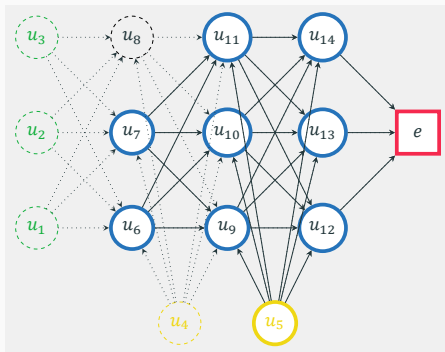 u₃ u₈ u₁₁ u₁₄
u₂ u₇ u₁₀ u₁₃ e
u₁ u₆ u₉ u₁₂
u₄ u₅